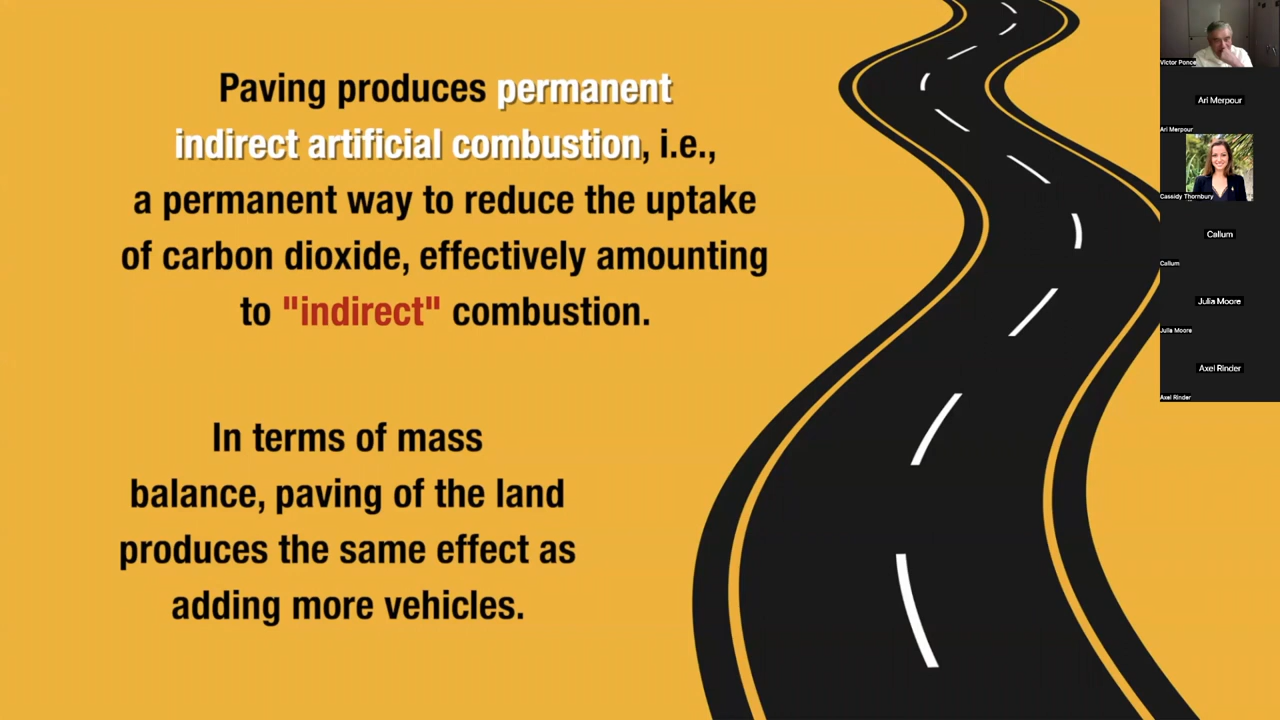 Paving produces permanent
indirect artificial combustion, i.e.,
a permanent way to reduce the uptake
of carbon dioxide, effectively amounting
to "indirect" combustion.
In terms of mass
balance, paving of the land
produces the same effect as
adding more vehicles.
Victor Ponce
Ari Merpour
Ari Merpour
Cassidy Thornbury
Callum
Callum
Julia Moore
Julia Moore
Axel Rinder
Axel Rinder